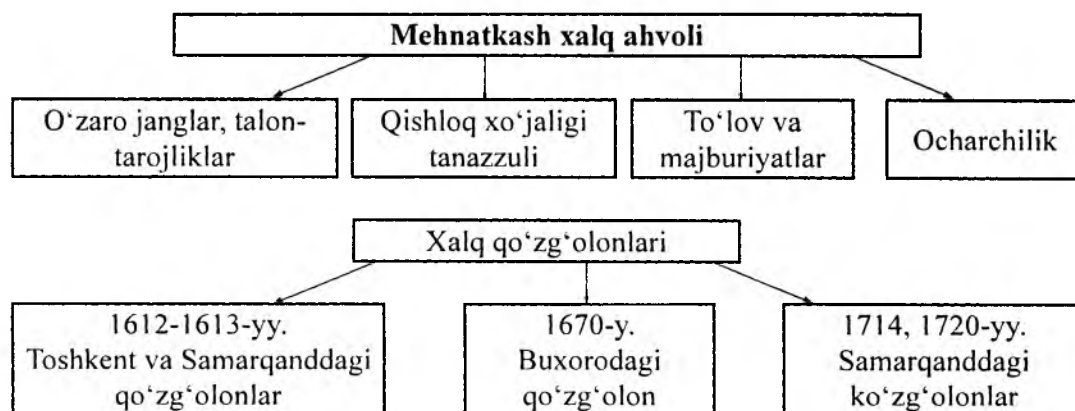 Mehnatkash xalq ahvoli
O‘zaro janglar, talon-
tarojliklar
Qishloq xo‘jaligi
tanazzuli
To‘lov va
majburiyatlar
Ocharchilik
Xalq qo‘zg‘olonlari
1612-1613-yy.
Toshkent va Samarqanddagi
qo‘zg‘olonlar
1670-y.
Buxorodagi
qo‘zg‘olon
1714, 1720-yy.
Samarqanddagi
ko‘zg‘olonlar